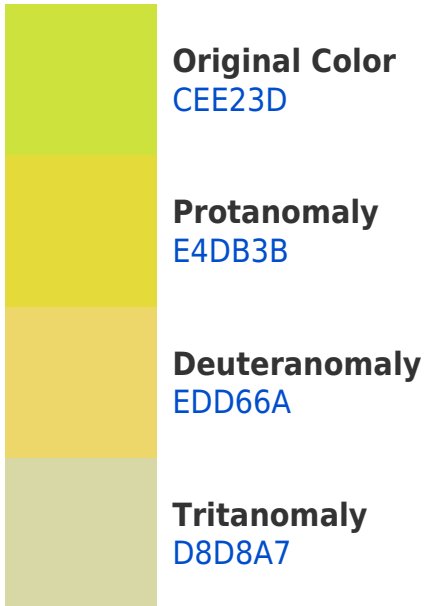 Original Color
CEE23D
Protanomaly
E4DB3B
Deuteranomaly
EDD66A
Tritanomaly
D8D8A7